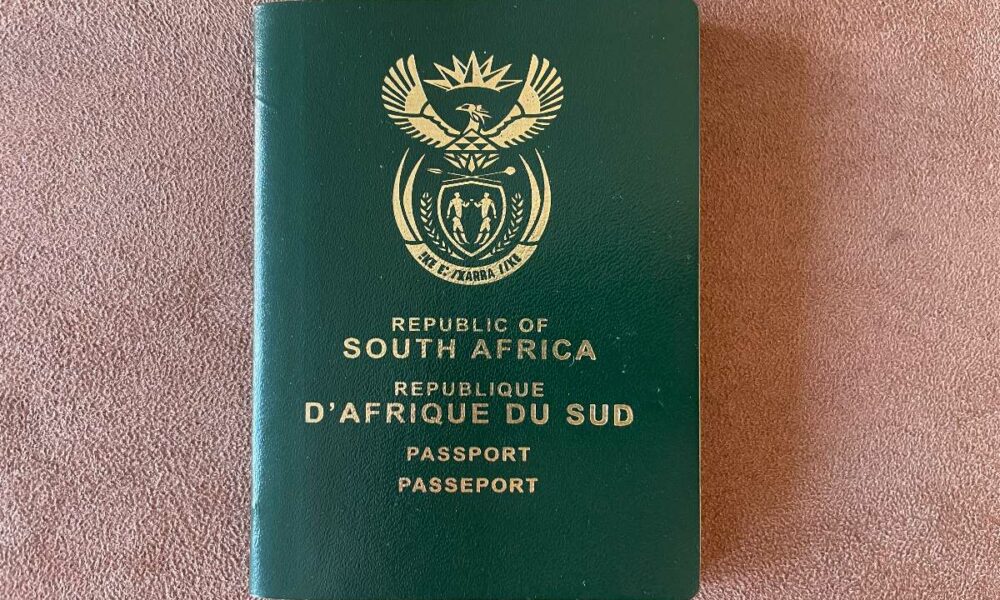 !KE E: /XARRA //KE
REPUBLIC OF
SOUTH AFRICA
REPUBLIQUE
D'AFRIQUE DU SUD
PASSPORT
PASSEPORT